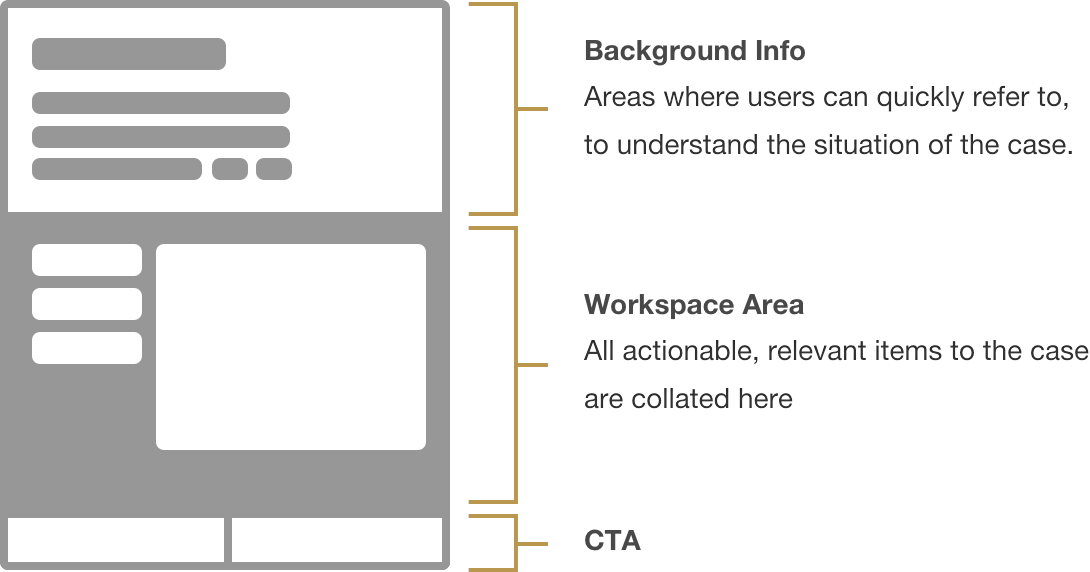 Background Info
Areas where users can quickly refer to,
to understand the situation of the case.
Workspace Area
All actionable, relevant items to the case
are collated here
CTA